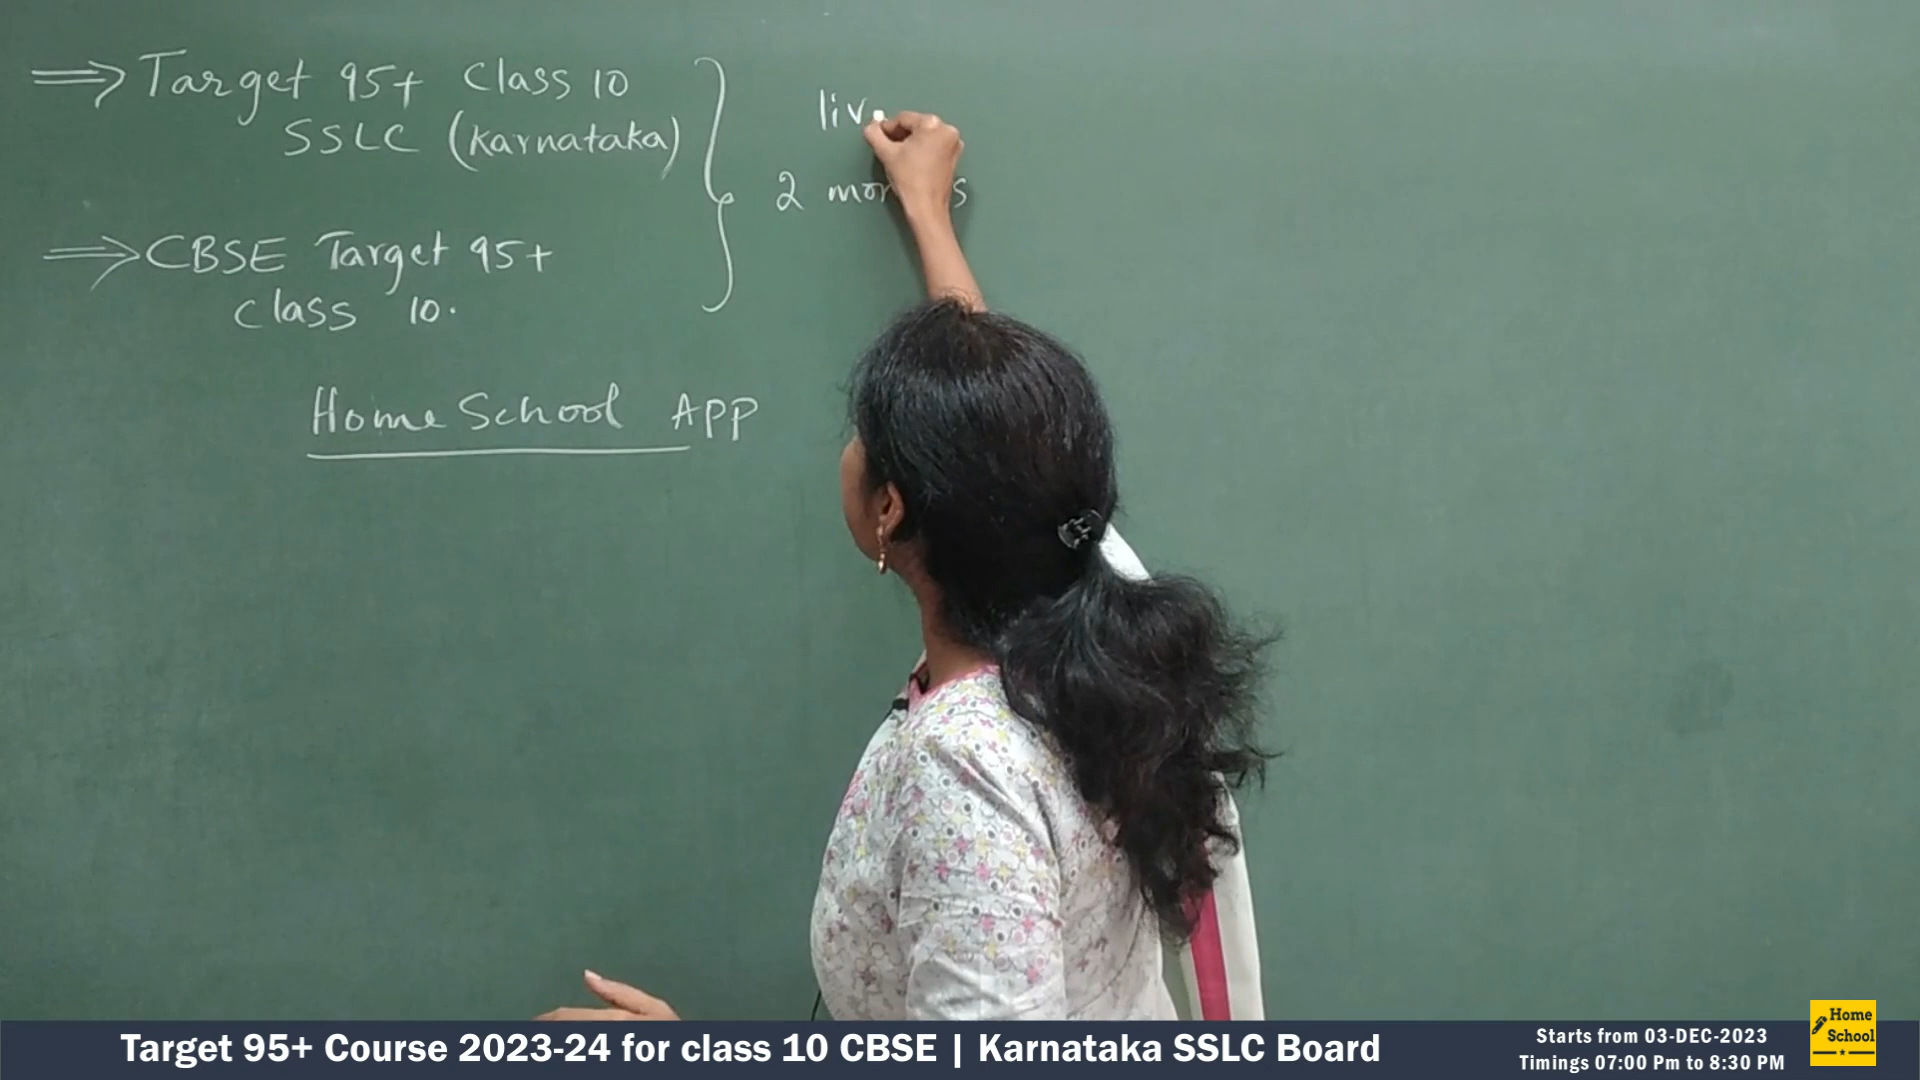 ⇒ Target 95+ Class 10
SSLC (Karnataka)
⇒ CBSE Target 95+
class 10.
Home School APP
liv
2
Target 95+ Course 2023-24 for class 10 CBSE | Karnataka SSLC Board
Starts from 03-DEC-2023
Timings 07:00 Pm to 8:30 PM
Home
School